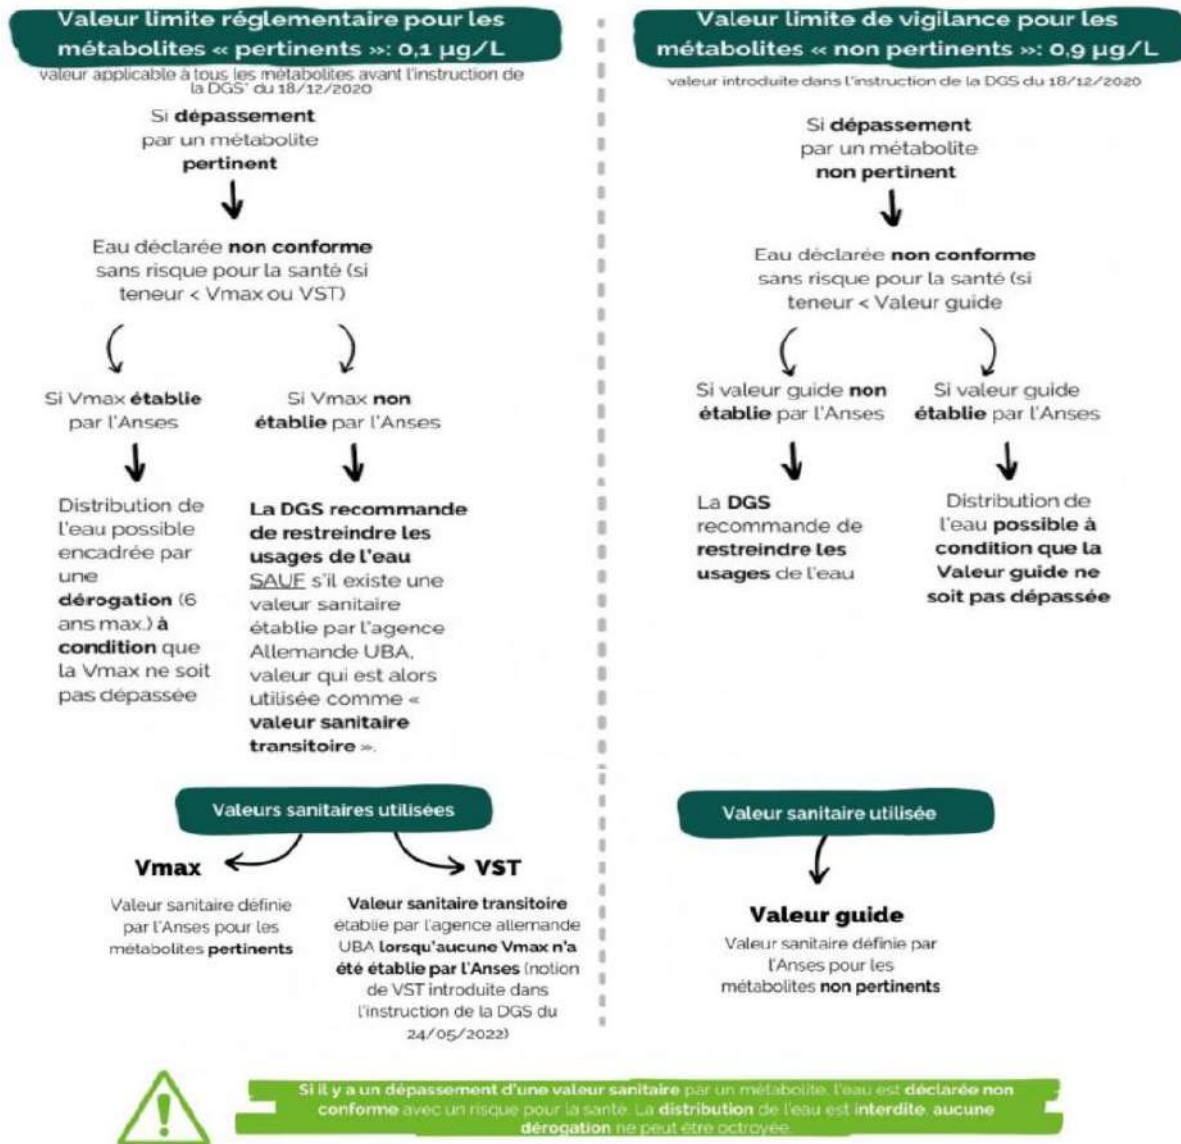 Valeur limite réglementaire pour les
métabolites « pertinents »: 0,1 µg/L
valeur applicable à tous les métabolites avant l'instruction de
la DGS* du 18/12/2020
Si dépassement
par un métabolite
pertinent
Eau déclarée non conforme
sans risque pour la santé (si
teneur < Vmax ou VST)
Si Vmax établie
par l'Anses
Distribution de
l'eau possible
encadrée par
une
dérogation (6
ans max.) à
condition que
la Vmax ne soit
pas dépassée
Si Vmax non
établie par l'Anses
La DGS recommande
de restreindre les
usages de l'eau
SAUF s'il existe une
valeur sanitaire
établie par l'agence
Allemande UBA,
valeur qui est alors
utilisée comme «
valeur sanitaire
transitoire ».
Valeurs sanitaires utilisées
Vmax
Valeur sanitaire définie
par l'Anses pour les
métabolites pertinents
VST
Valeur sanitaire transitoire
établie par l'agence allemande
UBA lorsqu'aucune Vmax n'a
été établie par l'Anses (notion
de VST introduite dans
l'instruction de la DGS du
24/05/2022)
Valeur limite de vigilance pour les
métabolites « non pertinents »: 0,9 µg/L
valeur introduite dans l'instruction de la DGS du 18/12/2020
Si dépassement
par un métabolite
non pertinent
Eau déclarée non conforme
sans risque pour la santé (si
teneur < Valeur guide
Si valeur guide non
établie par l'Anses
La DGS
recommande de
restreindre les
usages de l'eau
Si valeur guide
établie par l'Anses
Distribution de
l'eau possible à
condition que la
Valeur guide ne
soit pas dépassée
Valeur sanitaire utilisée
Valeur guide
Valeur sanitaire définie par
l'Anses pour les
métabolites non pertinents
Si il y a un dépassement d'une valeur sanitaire par un métabolite, l'eau est déclarée non
conforme avec un risque pour la santé. La distribution de l'eau est interdite, aucune
dérogation ne peut être octroyée.